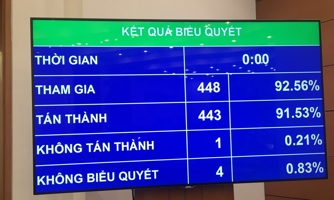 KẾT QUẢ BIỂU QUYẾT
THỜI GIAN 0:00
THAM GIA 448 92.56%
TÁN THÀNH 443 91.53%
KHÔNG TÁN THÀNH 1 0.21%
KHÔNG BIỂU QUYẾT 4 0.83%